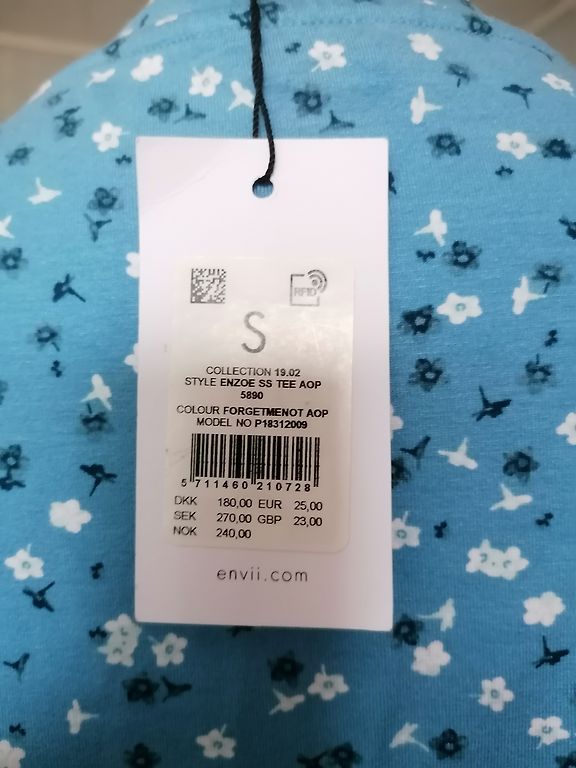 RFID
S
COLLECTION 19.02
STYLE ENZOE SS TEE AOP
5890
COLOUR FORGETMENOT AOP
MODEL NO P18312009
5 711460 210728
DKK 180,00 EUR 25,00
SEK 270,00 GBP 23,00
NOK 240,00
envii.com